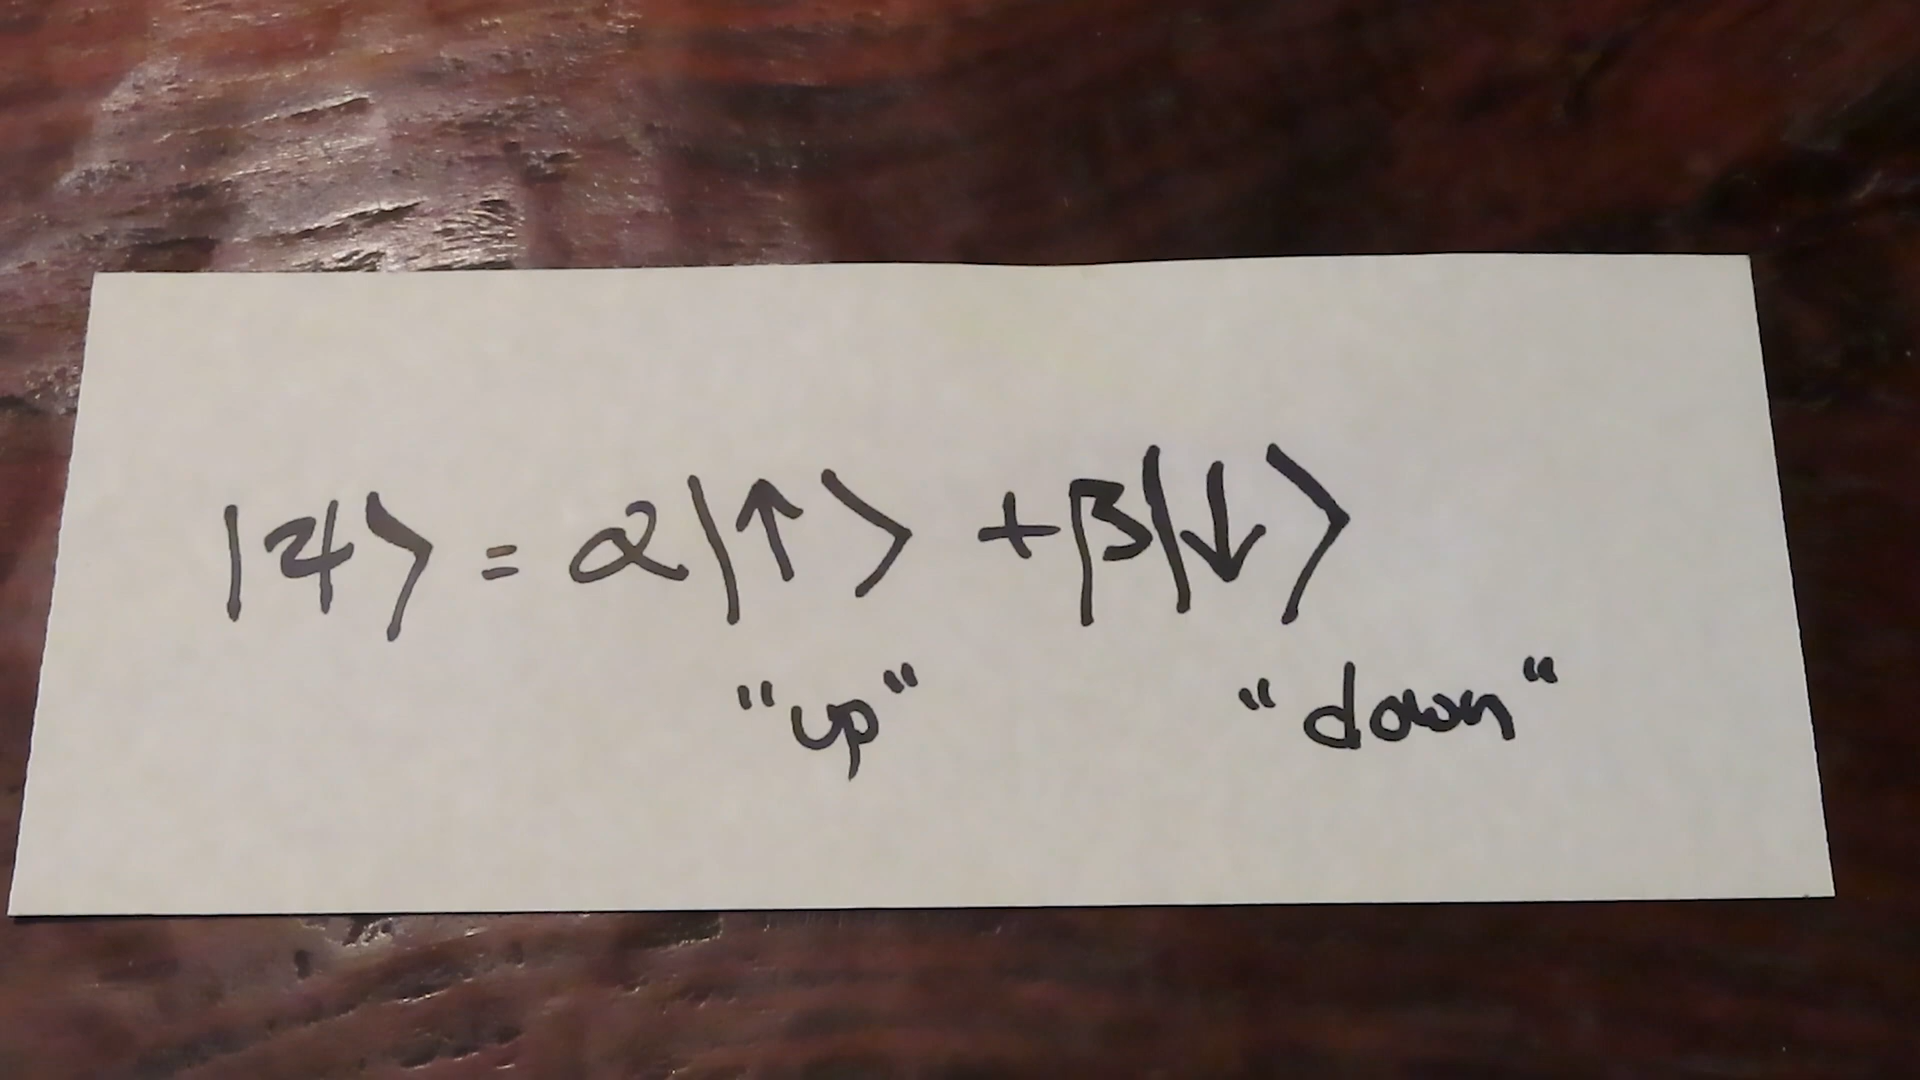 |ψ⟩ = α|↑⟩ + β|↓⟩
"up" "down"